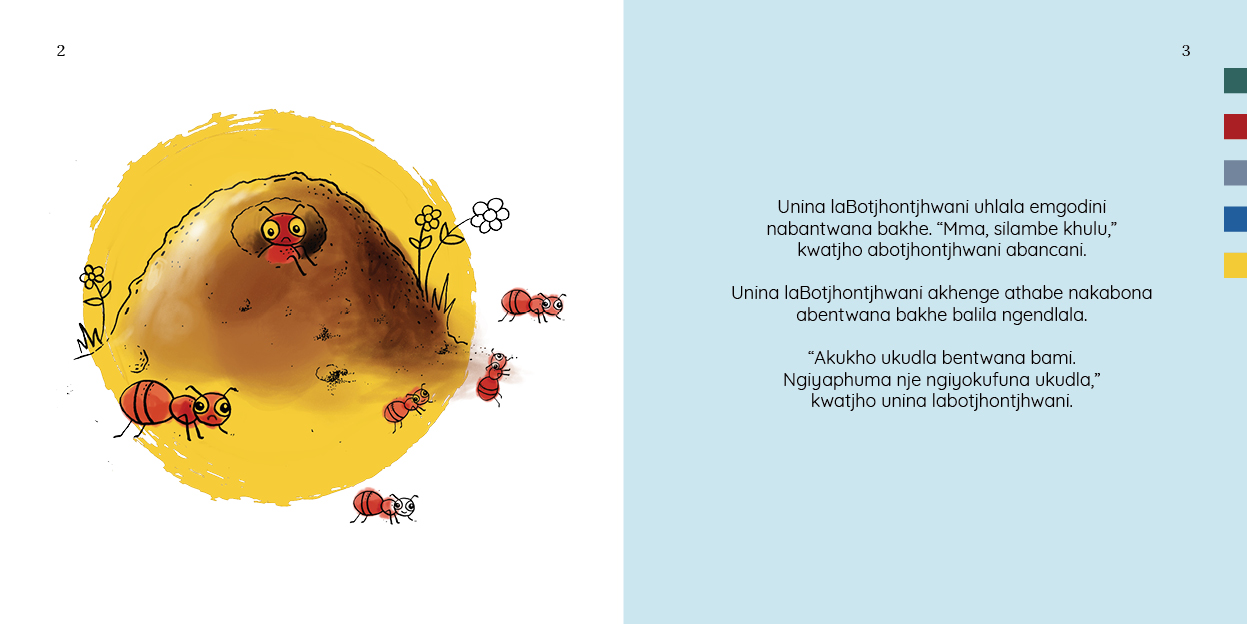 2
3
Unina laBotjhontjhwani uhlala emgodini
nabantwana bakhe. “Mma, silambe khulu,”
kwatjho abotjhontjhwani abancani.
Unina laBotjhontjhwani akhenge athabe nakabona
abentwana bakhe balila ngendlala.
“Akukho ukudla bentwana bami.
Ngiyaphuma nje ngiyokufuna ukudla,”
kwatjho unina labotjhontjhwani.